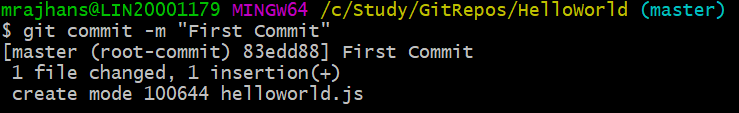 mrajhans@LIN20001179 MINGW64 /c/Study/GitRepos/HelloWorld (master)
$ git commit -m "First Commit"
[master (root-commit) 83edd88] First Commit
 1 file changed, 1 insertion(+)
 create mode 100644 helloworld.js